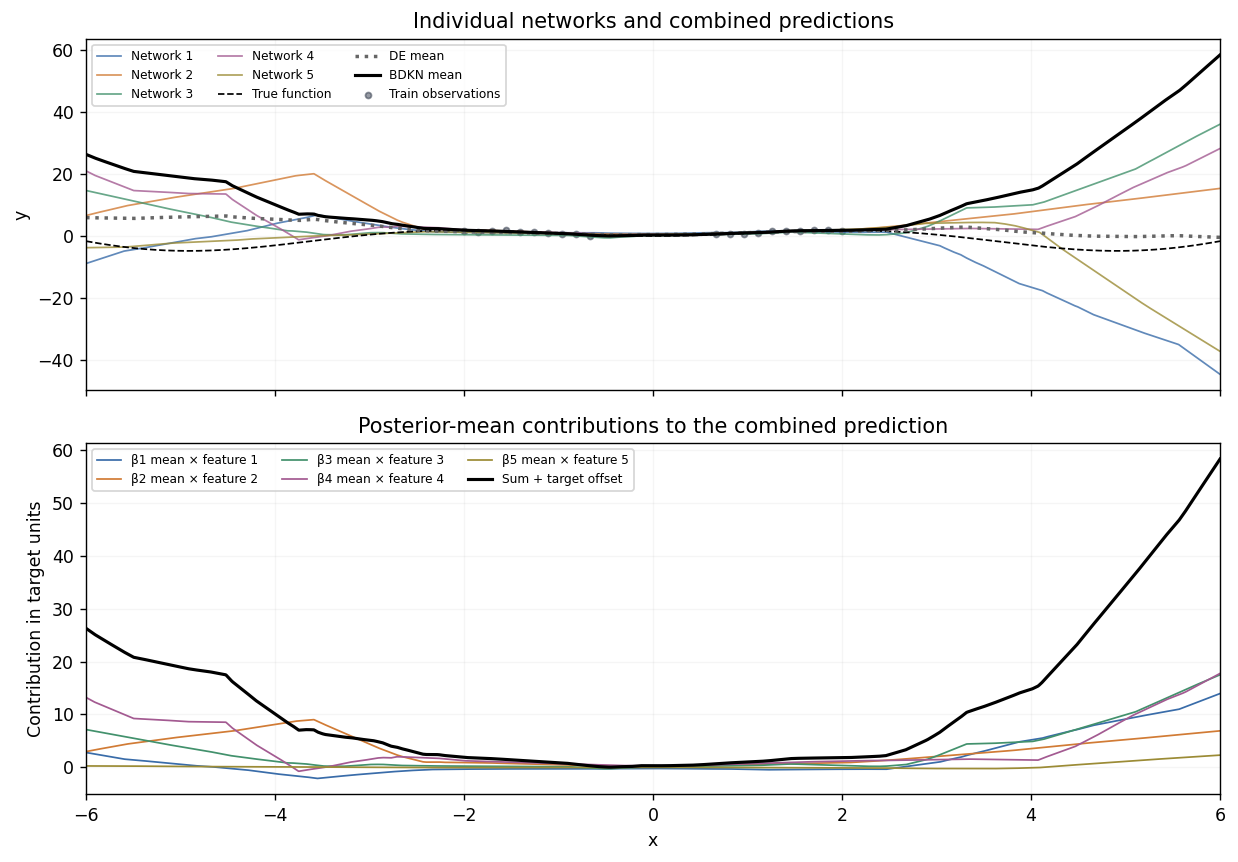 Individual networks and combined predictions
60
40
20
0
−20
−40
y
Network 1
Network 2
Network 3
Network 4
Network 5
True function
DE mean
BDKN mean
Train observations
Posterior-mean contributions to the combined prediction
60
50
40
30
20
10
0
Contribution in target units
β1 mean × feature 1
β2 mean × feature 2
β3 mean × feature 3
β4 mean × feature 4
β5 mean × feature 5
Sum + target offset
−6 −4 −2 0 2 4 6
x